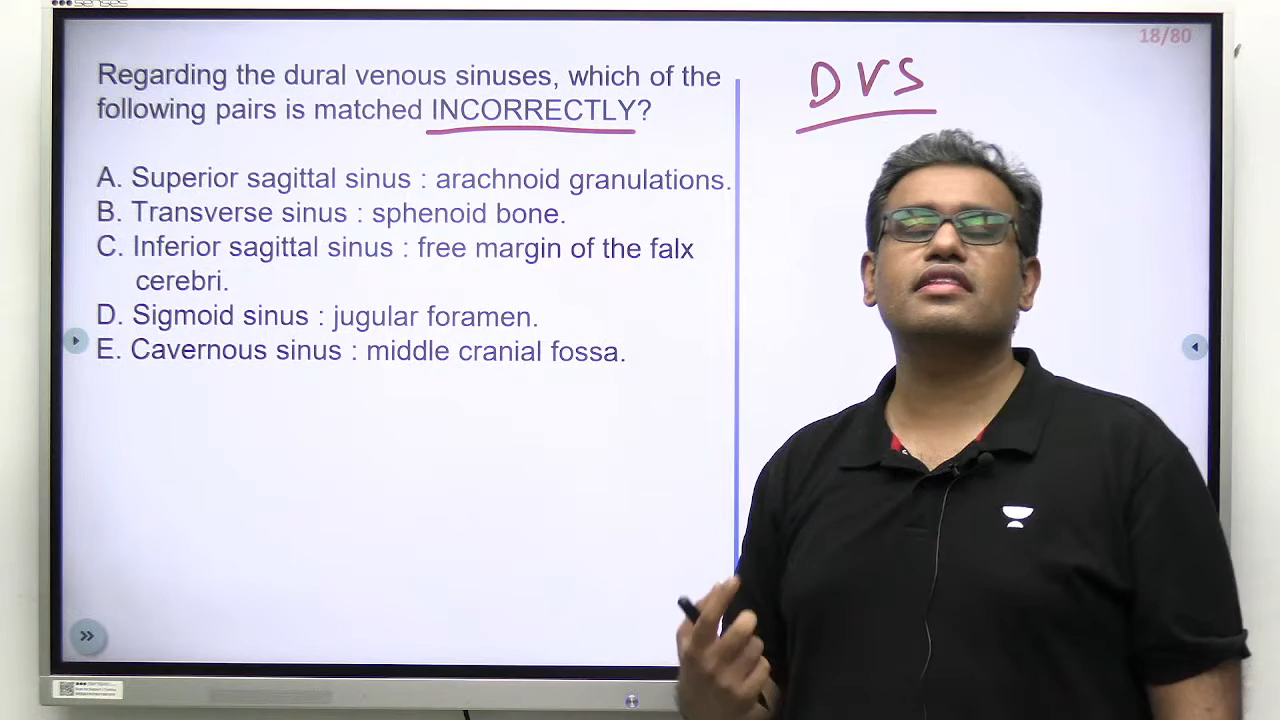 senses
18/80
Regarding the dural venous sinuses, which of the
following pairs is matched INCORRECTLY?
A. Superior sagittal sinus : arachnoid granulations.
B. Transverse sinus : sphenoid bone.
C. Inferior sagittal sinus : free margin of the falx
cerebri.
D. Sigmoid sinus : jugular foramen.
E. Cavernous sinus : middle cranial fossa.
DVS